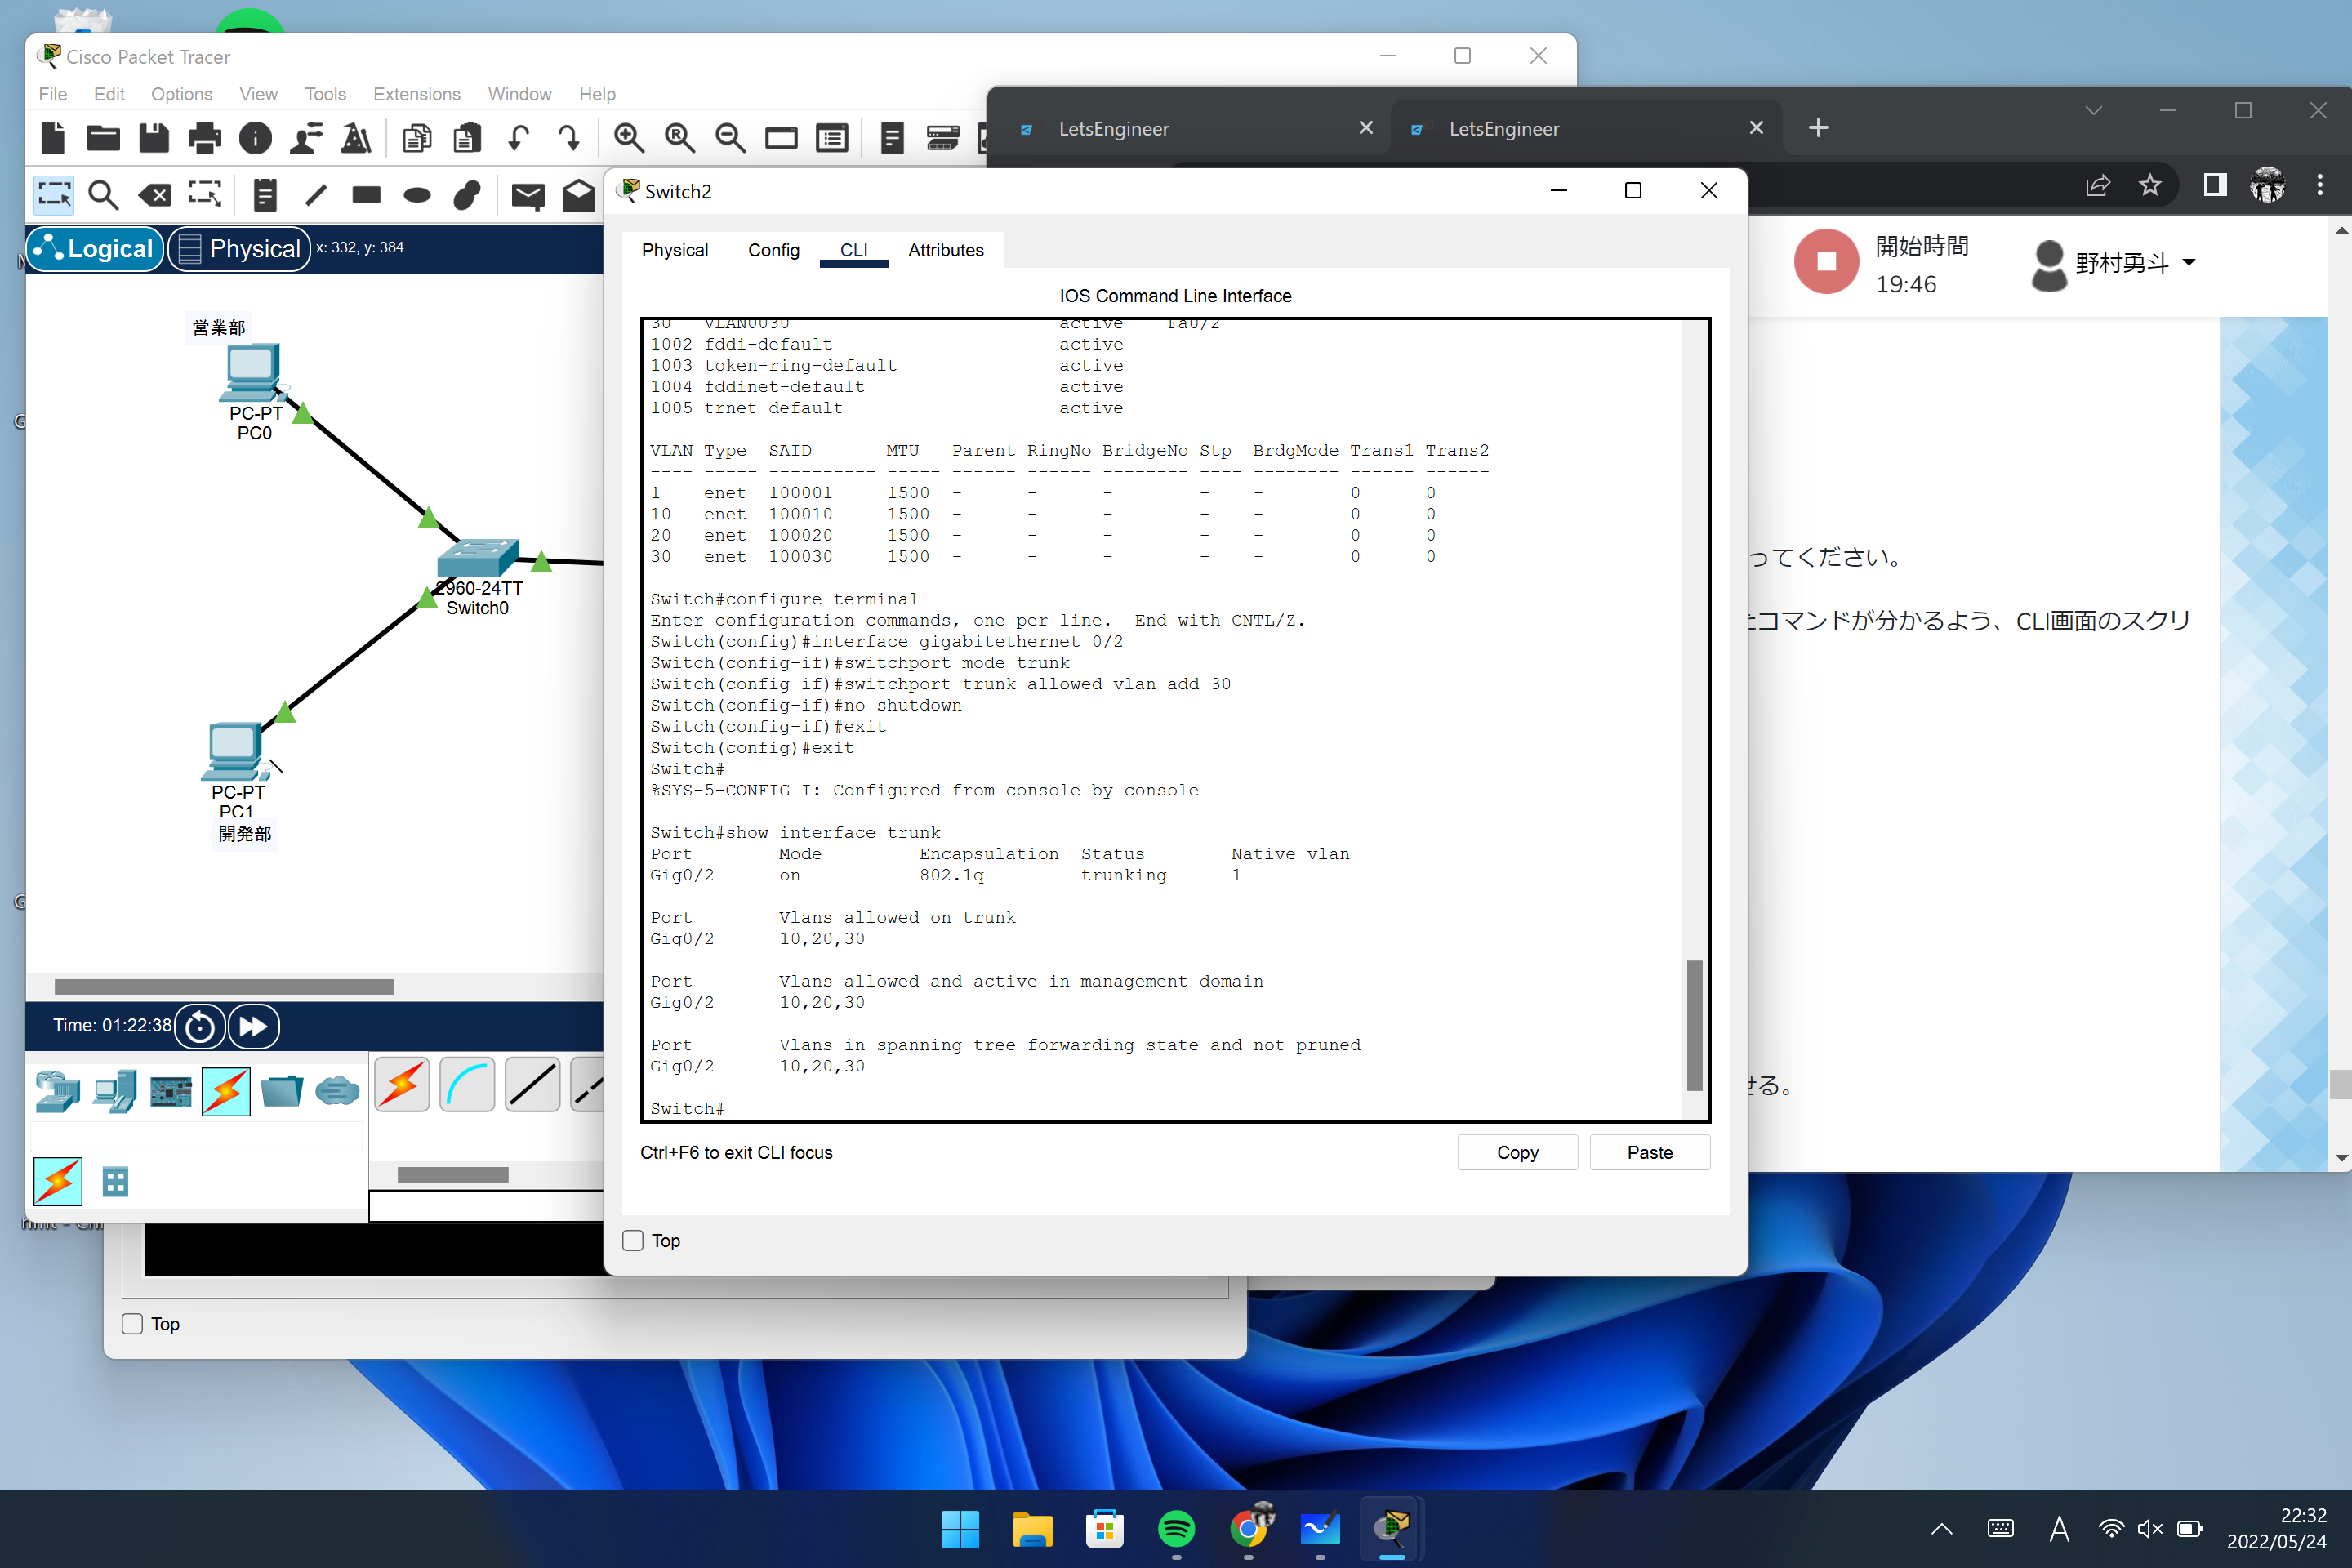 Cisco Packet Tracer
File Edit Options View Tools Extensions Window Help
LetsEngineer
LetsEngineer
Logical
Physical
x: 332, y: 384
営業部
PC-PT
PC0
2960-24TT
Switch0
PC-PT
PC1
開発部
Time: 01:22:38
Top
Switch2
Physical Config CLI Attributes
IOS Command Line Interface
30 VLAN0030 active Fa0/2
1002 fddi-default active
1003 token-ring-default active
1004 fddinet-default active
1005 trnet-default active
VLAN Type SAID MTU Parent RingNo BridgeNo Stp BrdgMode Trans1 Trans2
---- ----- ---------- ----- ------ ------ -------- ---- -------- ------ ------
1 enet 100001 1500 - - - - - 0 0
10 enet 100010 1500 - - - - - 0 0
20 enet 100020 1500 - - - - - 0 0
30 enet 100030 1500 - - - - - 0 0
Switch#configure terminal
Enter configuration commands, one per line. End with CNTL/Z.
Switch(config)#interface gigabitethernet 0/2
Switch(config-if)#switchport mode trunk
Switch(config-if)#switchport trunk allowed vlan add 30
Switch(config-if)#no shutdown
Switch(config-if)#exit
Switch(config)#exit
Switch#
%SYS-5-CONFIG_I: Configured from console by console
Switch#show interface trunk
Port Mode Encapsulation Status Native vlan
Gig0/2 on 802.1q trunking 1
Port Vlans allowed on trunk
Gig0/2 10,20,30
Port Vlans allowed and active in management domain
Gig0/2 10,20,30
Port Vlans in spanning tree forwarding state and not pruned
Gig0/2 10,20,30
Switch#
Ctrl+F6 to exit CLI focus
Copy
Paste
Top
開始時間
19:46
野村勇斗
ってください。
コマンドが分かるよう、CLI画面のスクリ
せる。
22:32
2022/05/24